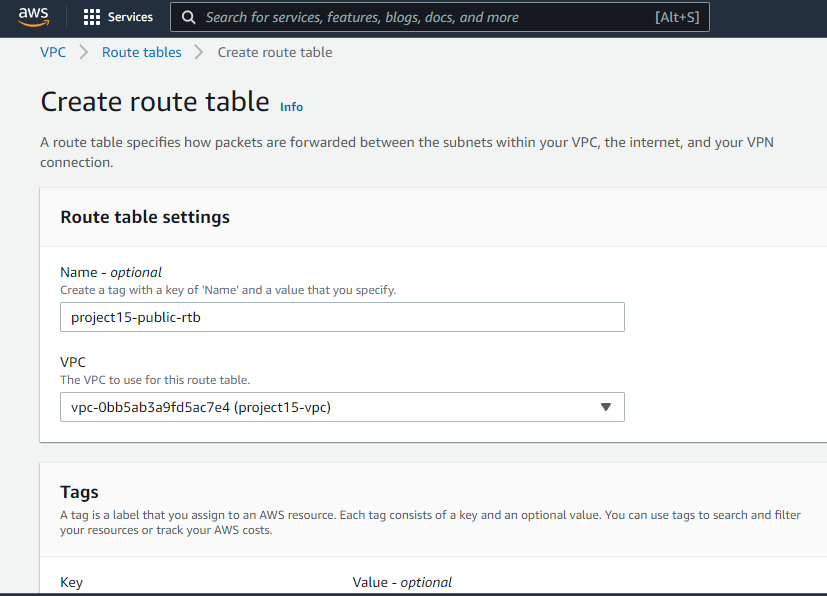 aws
Services
Search for services, features, blogs, docs, and more
[Alt+S]
VPC
Route tables
Create route table
Create route table
Info
A route table specifies how packets are forwarded between the subnets within your VPC, the internet, and your VPN
connection.
Route table settings
Name - optional
Create a tag with a key of 'Name' and a value that you specify.
project15-public-rtb
VPC
The VPC to use for this route table.
vpc-0bb5ab3a9fd5ac7e4 (project15-vpc)
Tags
A tag is a label that you assign to an AWS resource. Each tag consists of a key and an optional value. You can use tags to search and filter
your resources or track your AWS costs.
Key
Value - optional